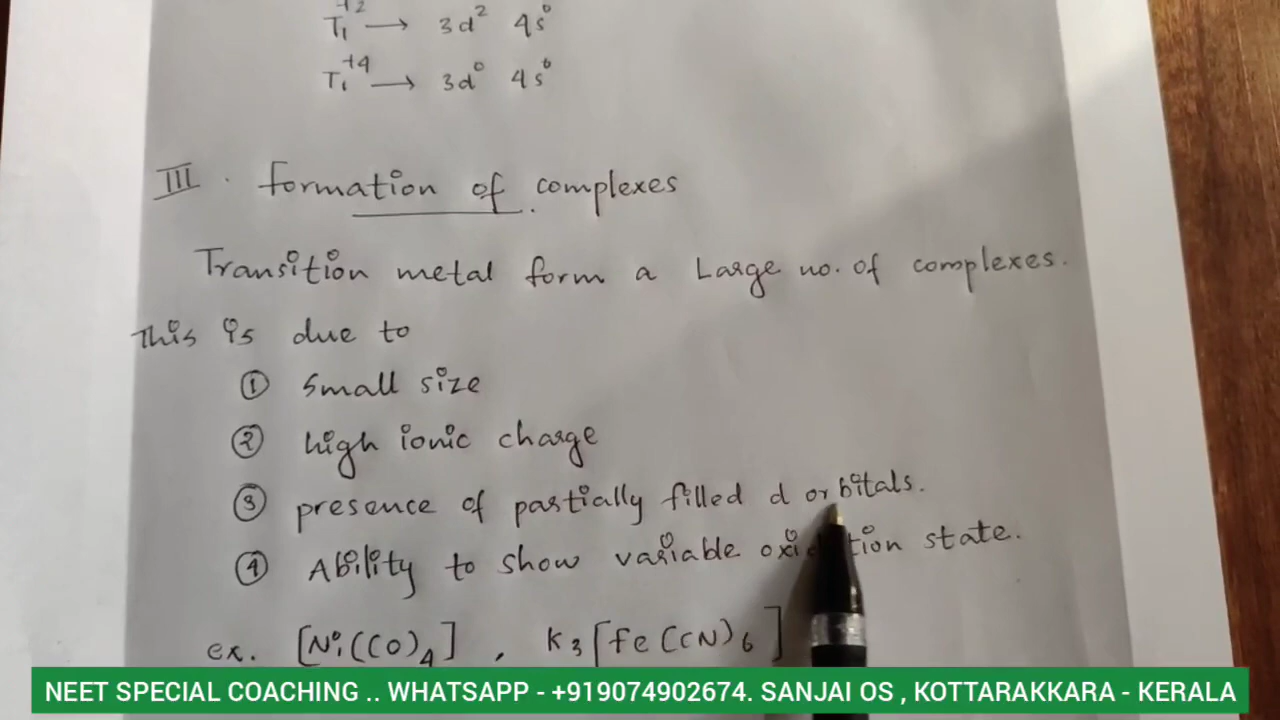 Ti+2 → 3d² 4s⁰
Ti+4 → 3d⁰ 4s⁰
III. Formation of complexes
Transition metal form a Large no. of complexes.
This is due to
① Small size
② high ionic charge
③ presence of partially filled d orbitals.
④ Ability to show variable oxidation state.
ex. [Ni(CO)₄] , K₃[Fe(CN)₆]
NEET SPECIAL COACHING .. WHATSAPP - +919074902674. SANJAI OS , KOTTARAKKARA - KERALA